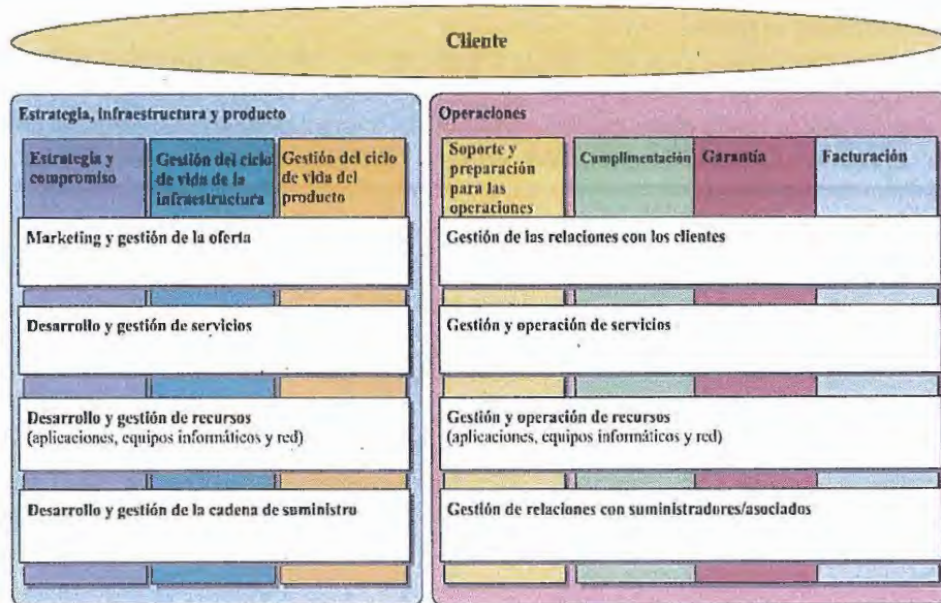 Cliente
Estrategia, infraestructura y producto
Estrategia y
compromiso
Gestión del ciclo
de vida de la
infraestructura
Gestión del ciclo
de vida del
producto
Marketing y gestión de la oferta
Desarrollo y gestión de servicios
Desarrollo y gestión de recursos
(aplicaciones, equipos informáticos y red)
Desarrollo y gestión de la cadena de suministro
Operaciones
Soporte y
preparación
para las
operaciones
Cumplimentación
Garantía
Facturación
Gestión de las relaciones con los clientes
Gestión y operación de servicios
Gestión y operación de recursos
(aplicaciones, equipos informáticos y red)
Gestión de relaciones con suministradores/asociados